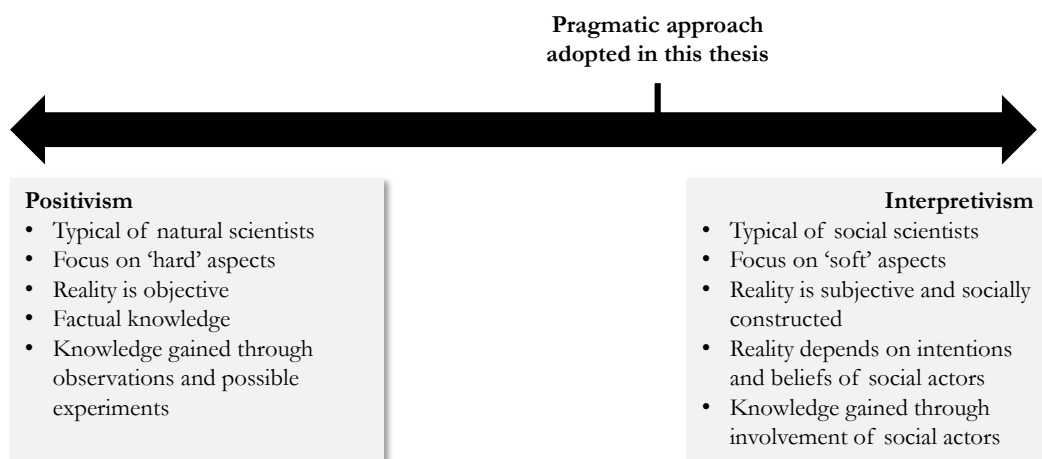 Pragmatic approach
adopted in this thesis
Positivism
• Typical of natural scientists
• Focus on ‘hard’ aspects
• Reality is objective
• Factual knowledge
• Knowledge gained through
observations and possible
experiments
Interpretivism
• Typical of social scientists
• Focus on ‘soft’ aspects
• Reality is subjective and socially
constructed
• Reality depends on intentions
and beliefs of social actors
• Knowledge gained through
involvement of social actors